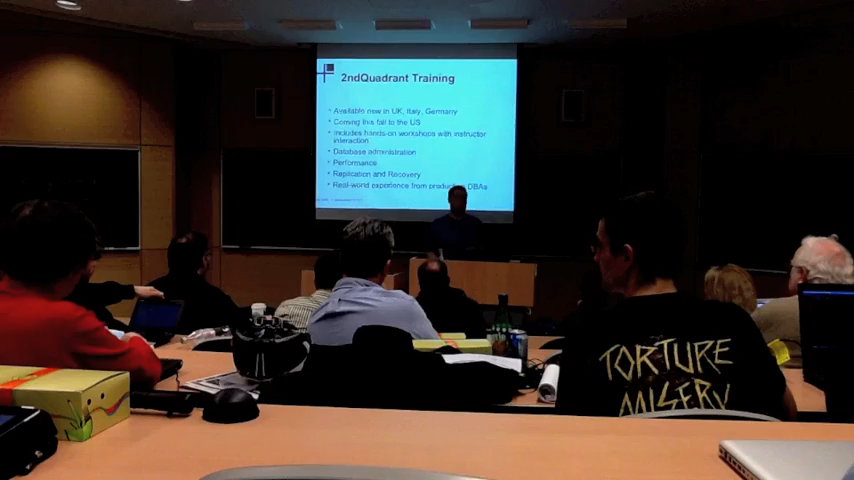 2ndQuadrant Training
• Available now in UK, Italy, Germany
• Coming this fall to the US
• Includes hands-on workshops with instructor
interaction
• Database administration
• Performance
• Replication and Recovery
• Real-world experience from DBAs
TORTURE
MISERY